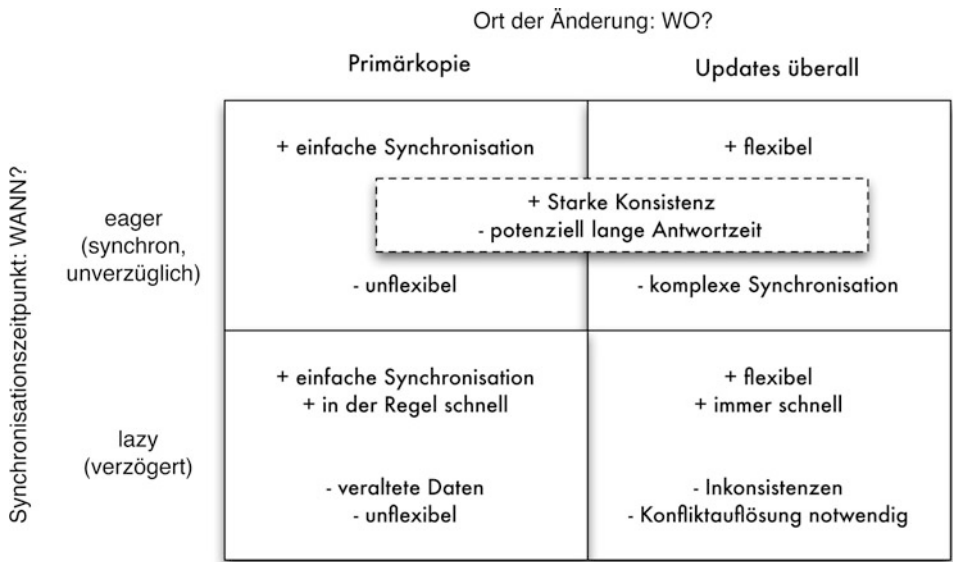 Ort der Änderung: WO?
Primärkopie
Updates überall
Synchronisationszeitpunkt: WANN?
eager
(synchron,
unverzüglich)
+ einfache Synchronisation
+ flexibel
+ Starke Konsistenz
- potenziell lange Antwortzeit
- unflexibel
- komplexe Synchronisation
lazy
(verzögert)
+ einfache Synchronisation
+ in der Regel schnell
- veraltete Daten
- unflexibel
+ flexibel
+ immer schnell
- Inkonsistenzen
- Konfliktauflösung notwendig